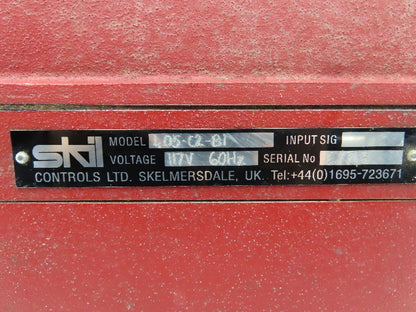 skil MODEL L05-C2-B1 INPUT SIG
VOLTAGE 117V 60Hz SERIAL No
CONTROLS LTD. SKELMERSDALE, UK. Tel:+44(0)1695-723671